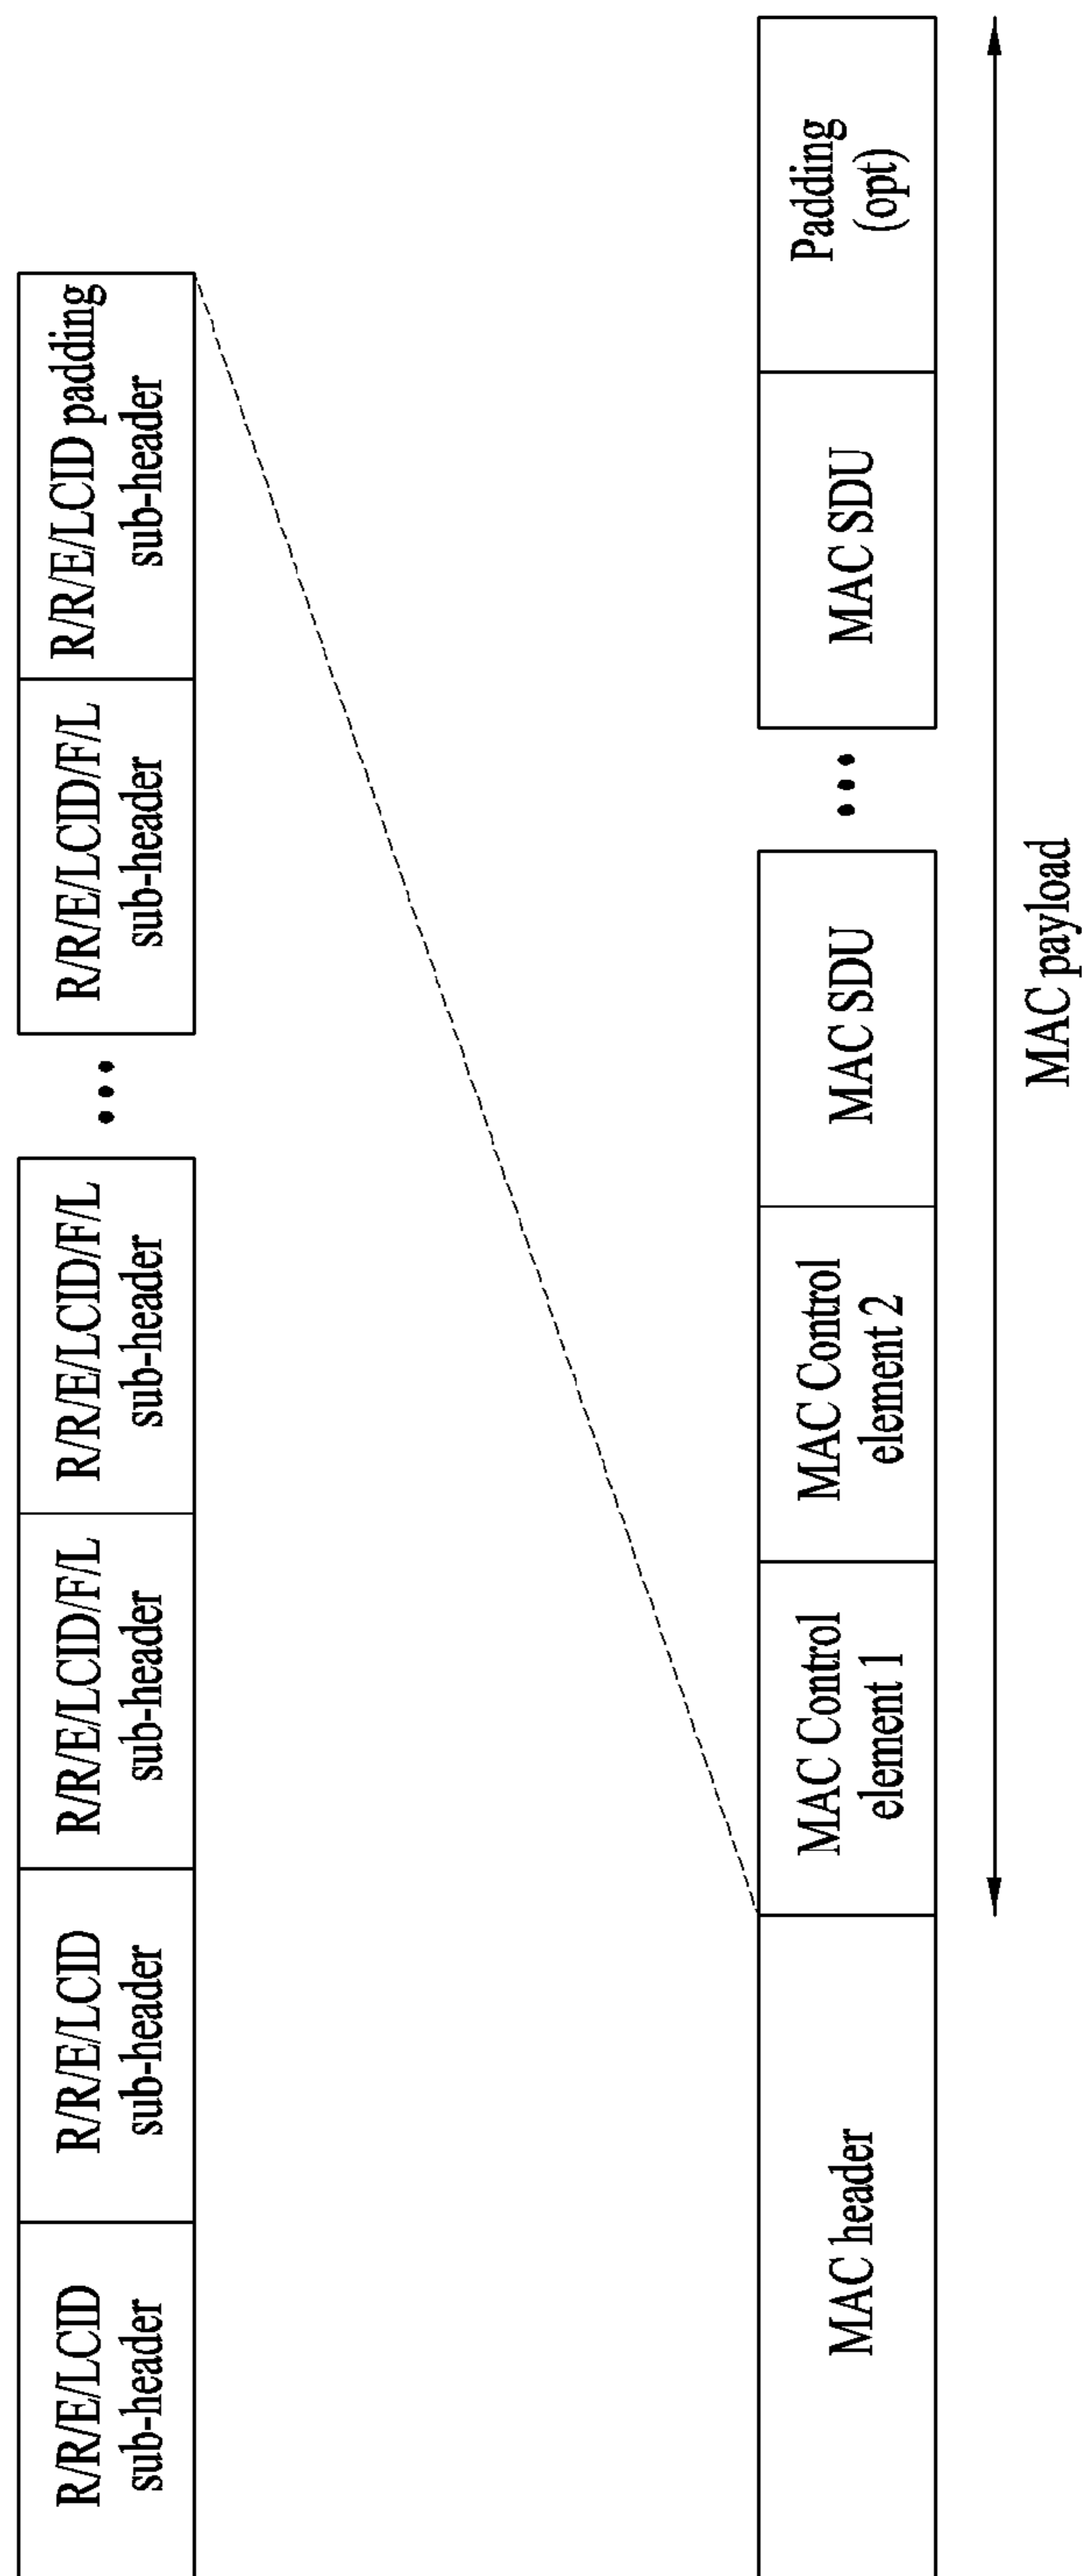 R/R/E/LCID
sub-header
R/R/E/LCID
sub-header
R/R/E/LCID/F/L
sub-header
R/R/E/LCID/F/L
sub-header
...
R/R/E/LCID/F/L
sub-header
R/R/E/LCID padding
sub-header
MAC header
MAC Control
element 1
MAC Control
element 2
MAC SDU
...
MAC SDU
Padding
(opt)
MAC payload